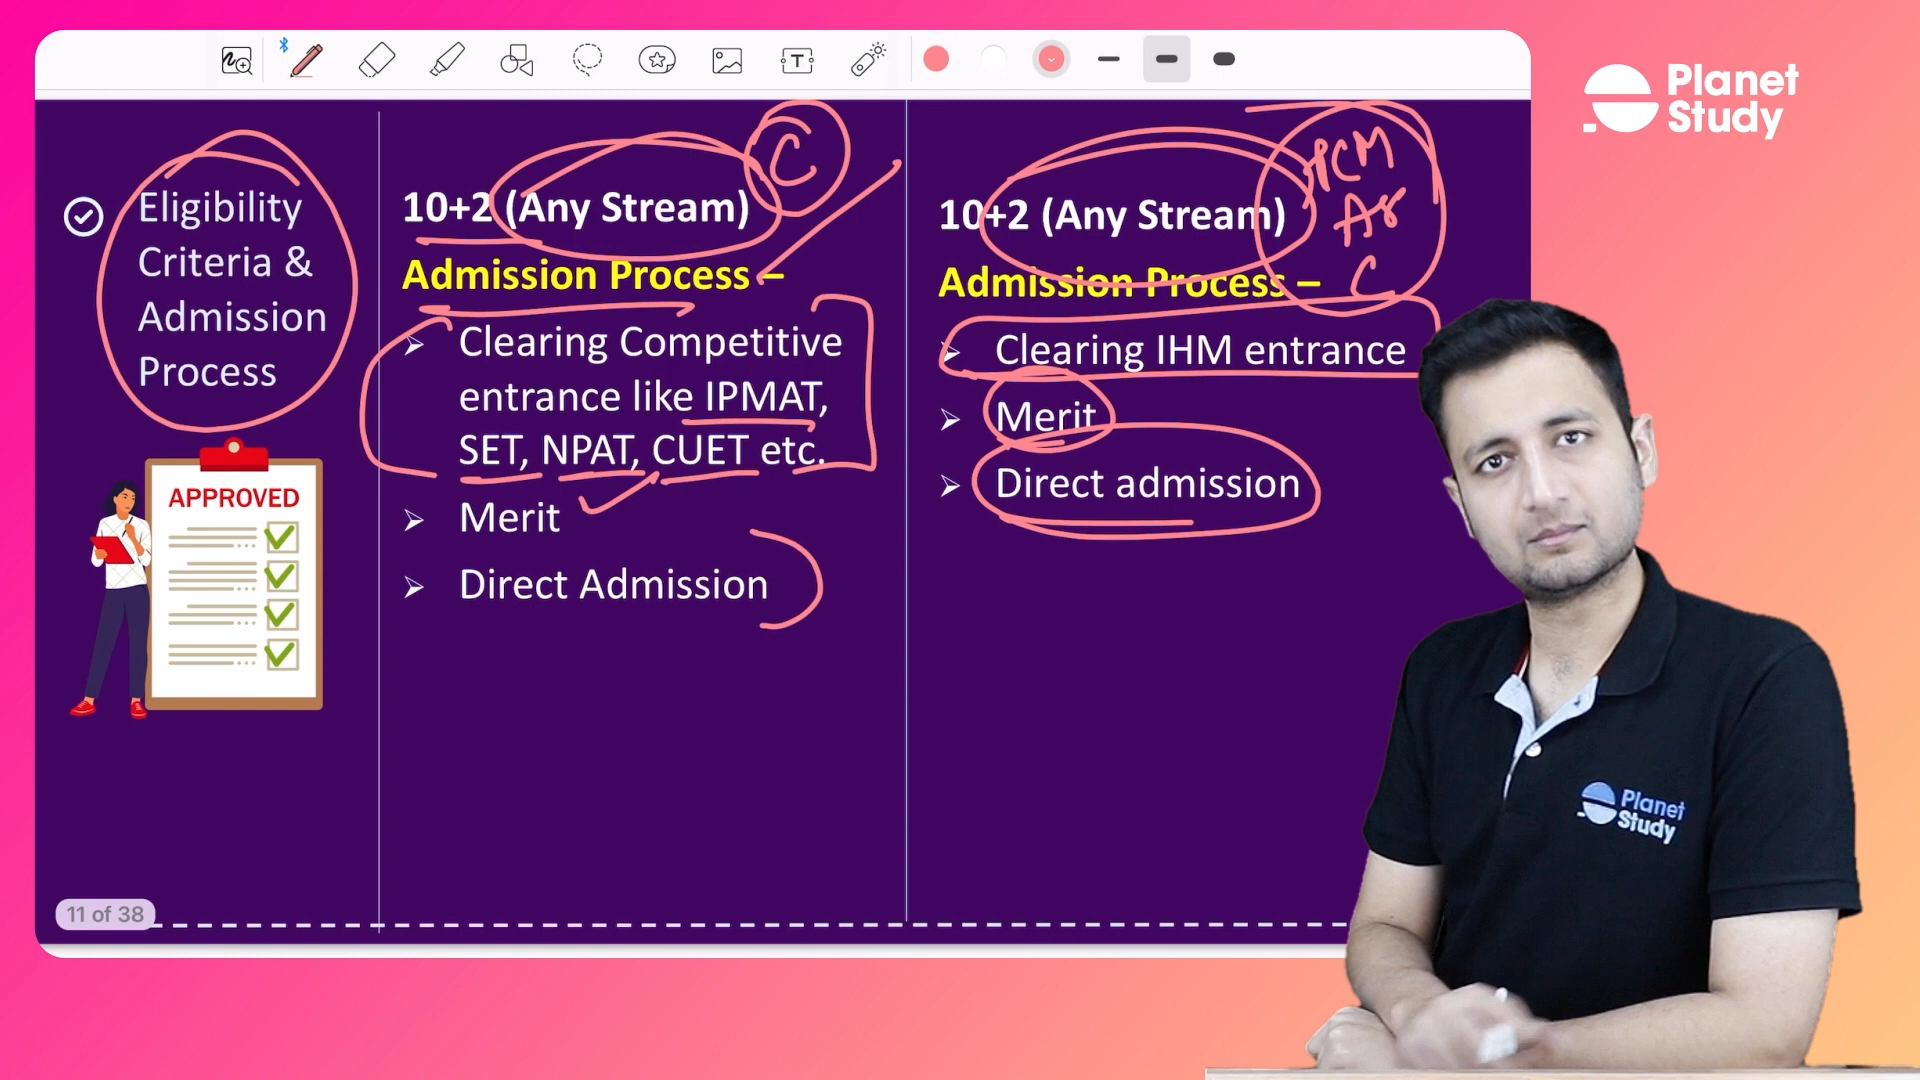 Planet
Study
Eligibility
Criteria &
Admission
Process
APPROVED
11 of 38
C
10+2 (Any Stream)
Admission Process –
➢ Clearing Competitive
entrance like IPMAT,
SET, NPAT, CUET etc.
➢ Merit
➢ Direct Admission
PCM
Ar
C
10+2 (Any Stream)
Admission Process –
➢ Clearing IHM entrance
➢ Merit
➢ Direct admission
Planet
Study